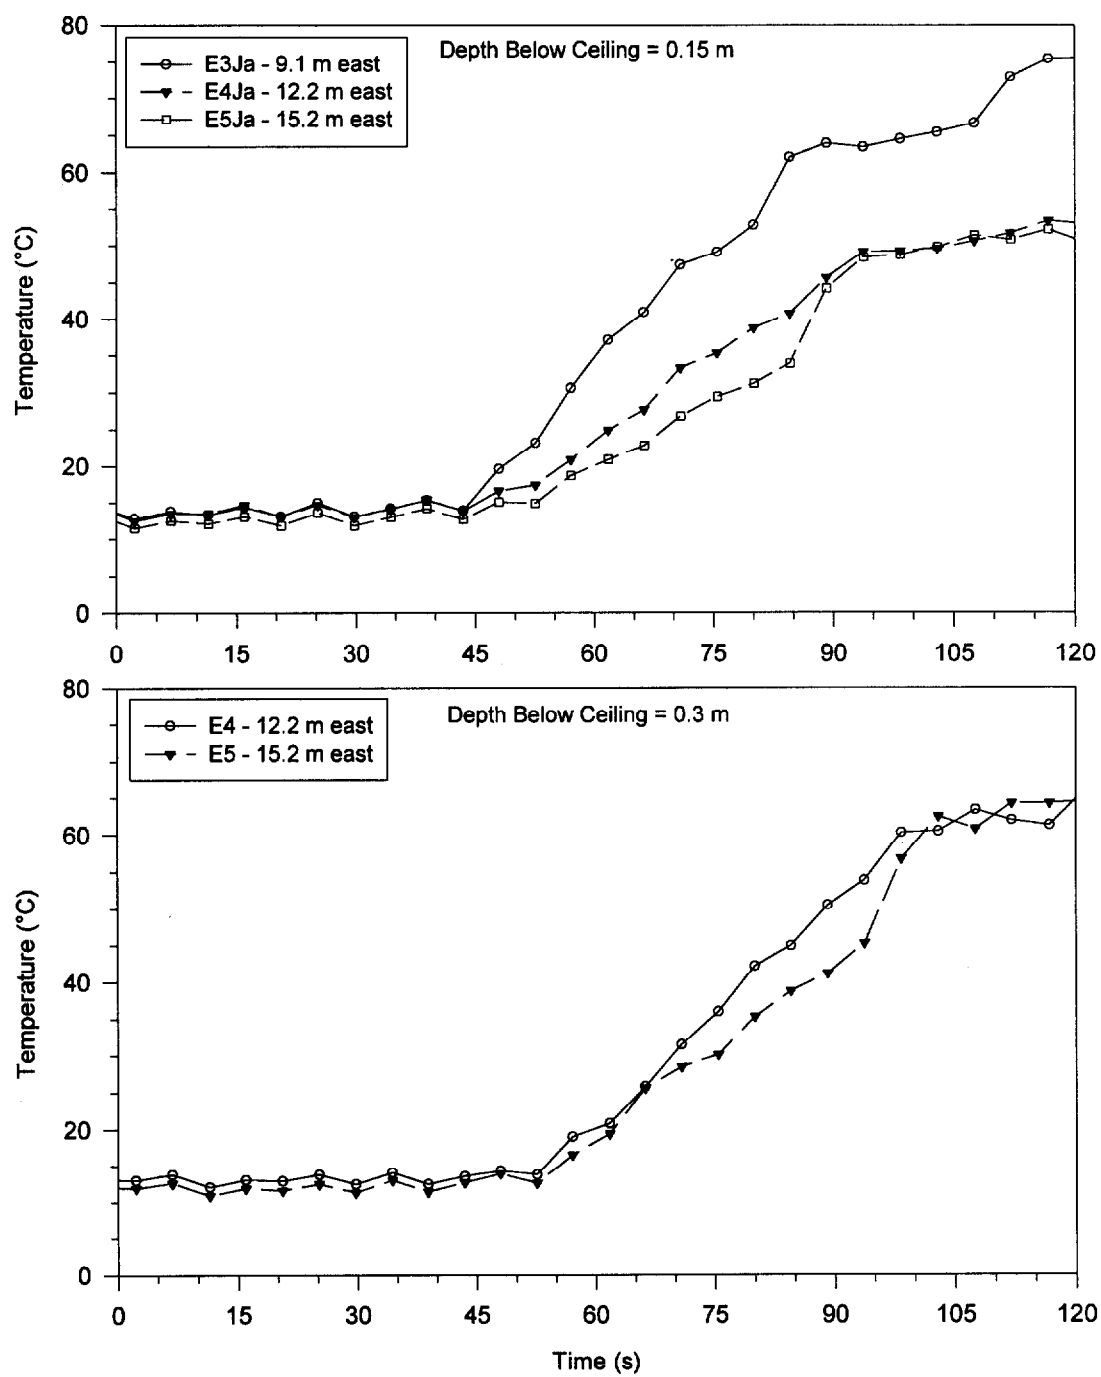 80
60
40
20
0
Temperature (°C)
E3Ja - 9.1 m east
E4Ja - 12.2 m east
E5Ja - 15.2 m east
Depth Below Ceiling = 0.15 m
0 15 30 45 60 75 90 105 120
80
60
40
20
0
Temperature (°C)
E4 - 12.2 m east
E5 - 15.2 m east
Depth Below Ceiling = 0.3 m
0 15 30 45 60 75 90 105 120
Time (s)